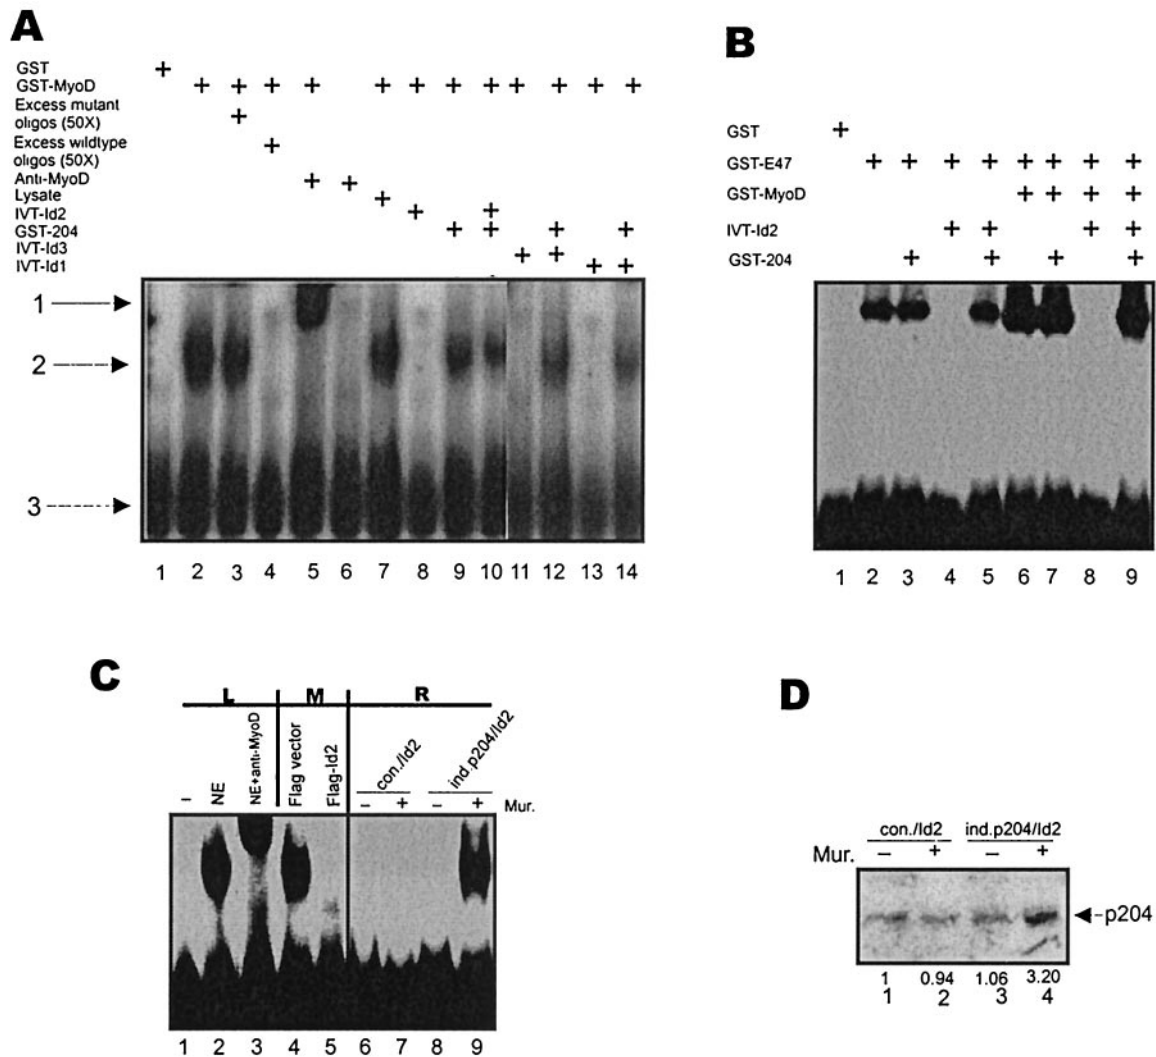 A
GST +
GST-MyoD + + + + + + + + + + +
Excess mutant
oligos (50X) +
Excess wildtype
oligos (50X) +
Anti-MyoD + +
Lysate +
IVT-Id2 + +
GST-204 + + + +
IVT-Id3 + +
IVT-Id1 + +
1
2
3
1 2 3 4 5 6 7 8 9 10 11 12 13 14
B
GST +
GST-E47 + + + + + + + +
GST-MyoD + + + +
IVT-Id2 + + + +
GST-204 + + + +
1 2 3 4 5 6 7 8 9
C
L M R
– NE NE+anti-MyoD Flag vector Flag-Id2 con./Id2 ind.p204/Id2
– + – + Mur.
1 2 3 4 5 6 7 8 9
D
con./Id2 ind.p204/Id2
Mur. – + – +
p204
1 0.94 1.06 3.20
1 2 3 4